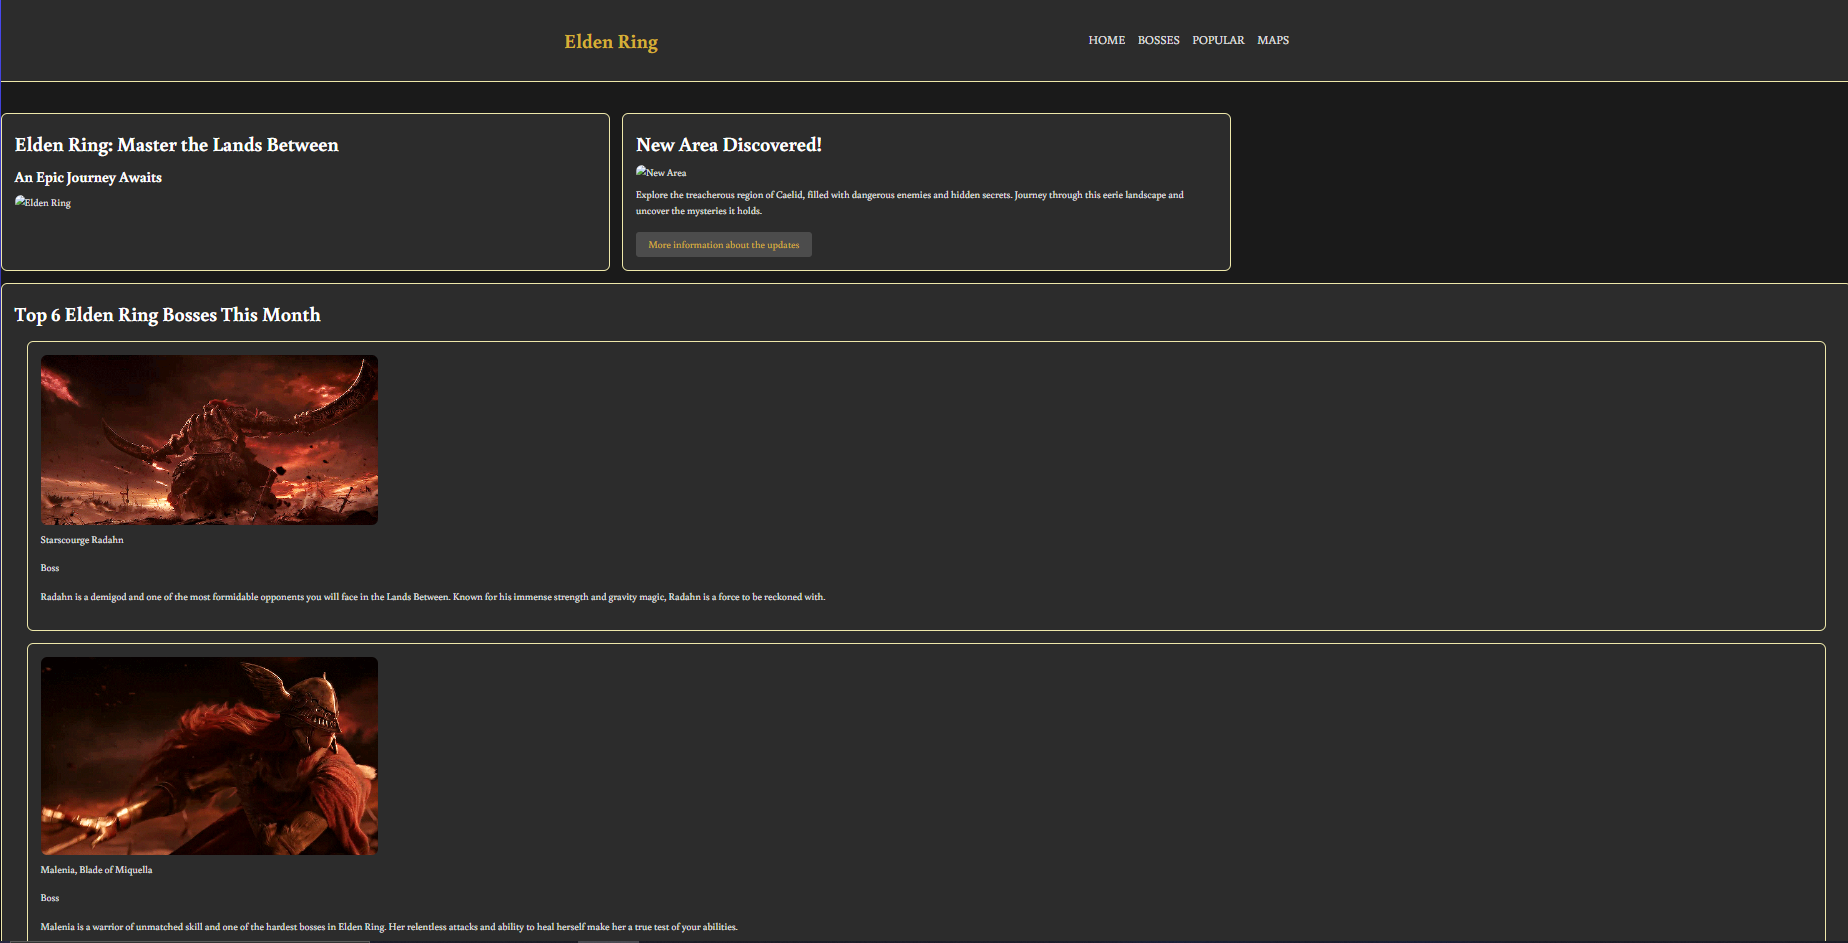 Elden Ring
HOME BOSSES POPULAR MAPS
Elden Ring: Master the Lands Between
An Epic Journey Awaits
Elden Ring
New Area Discovered!
New Area
Explore the treacherous region of Caelid, filled with dangerous enemies and hidden secrets. Journey through this eerie landscape and
uncover the mysteries it holds.
More information about the updates
Top 6 Elden Ring Bosses This Month
Starscourge Radahn
Boss
Radahn is a demigod and one of the most formidable opponents you will face in the Lands Between. Known for his immense strength and gravity magic, Radahn is a force to be reckoned with.
Malenia, Blade of Miquella
Boss
Malenia is a warrior of unmatched skill and one of the hardest bosses in Elden Ring. Her relentless attacks and ability to heal herself make her a true test of your abilities.